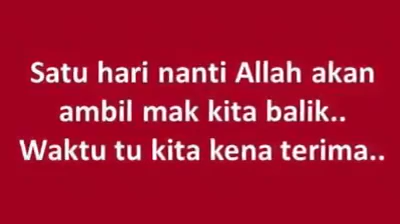 Satu hari nanti Allah akan
ambil mak kita balik..
Waktu tu kita kena terima..